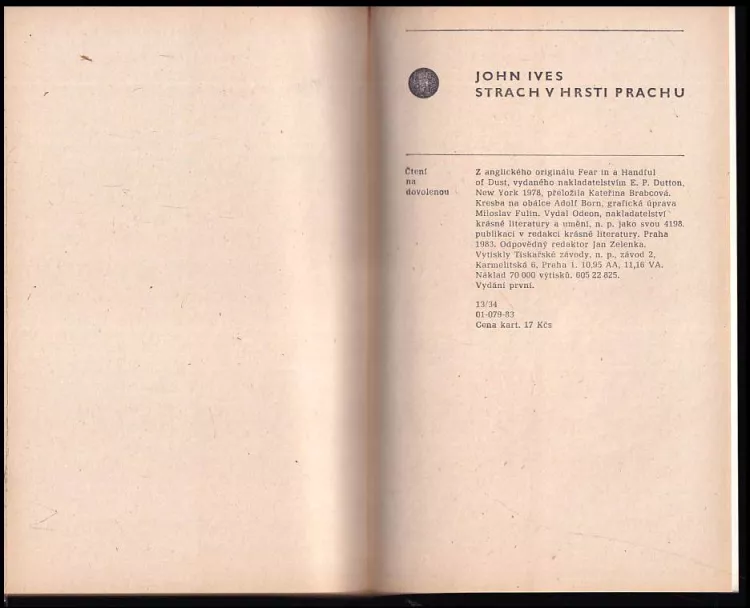 JOHN IVES
STRACH V HRSTI PRACHU
Čtení
na
dovolenou
Z anglického originálu Fear in a Handful
of Dust, vydaného nakladatelstvím E. P. Dutton,
New York 1978, přeložila Kateřina Brabcová.
Kresba na obálce Adolf Born, grafická úprava
Miloslav Fulín. Vydal Odeon, nakladatelství
krásné literatury a umění, n. p. jako svou 4198.
publikaci v redakci krásné literatury. Praha
1983. Odpovědný redaktor Jan Zelenka.
Vytiskly Tiskařské závody, n. p., závod 2,
Karmelitská 6, Praha 1. 10,95 AA, 11,16 VA.
Náklad 70 000 výtisků. 605 22 825.
Vydání první.
13/34
01-079-83
Cena kart. 17 Kčs